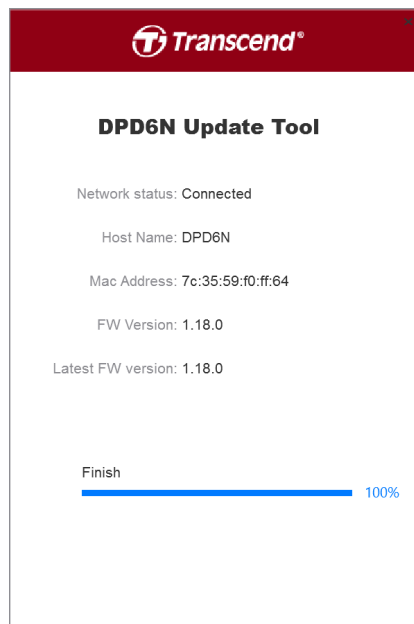 Transcend®
DPD6N Update Tool
Network status: Connected
Host Name: DPD6N
Mac Address: 7c:35:59:f0:ff:64
FW Version: 1.18.0
Latest FW version: 1.18.0
Finish
100%